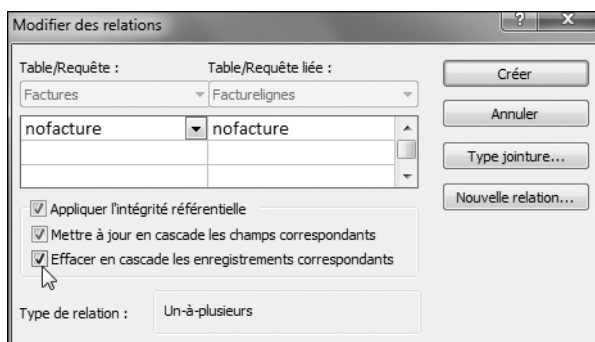 Modifier des relations
Table/Requête : Table/Requête liée :
Factures Facturelignes
nofacture nofacture
Appliquer l'intégrité référentielle
Mettre à jour en cascade les champs correspondants
Effacer en cascade les enregistrements correspondants
Type de relation : Un-à-plusieurs
Créer
Annuler
Type jointure...
Nouvelle relation...